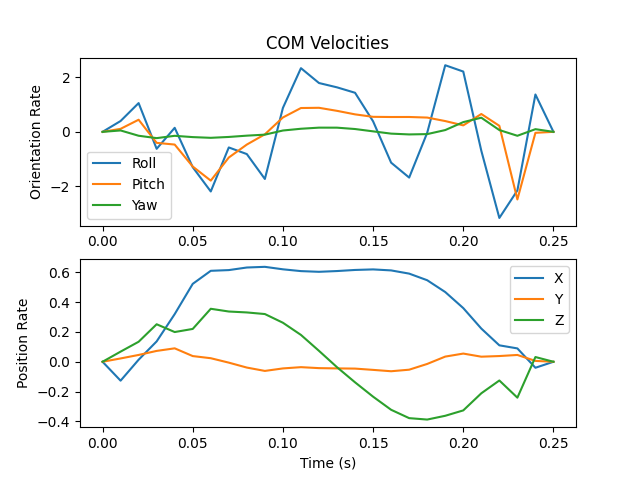 COM Velocities
Orientation Rate
2
0
−2
Roll
Pitch
Yaw
0.00 0.05 0.10 0.15 0.20 0.25
Position Rate
0.6
0.4
0.2
0.0
−0.2
−0.4
X
Y
Z
0.00 0.05 0.10 0.15 0.20 0.25
Time (s)